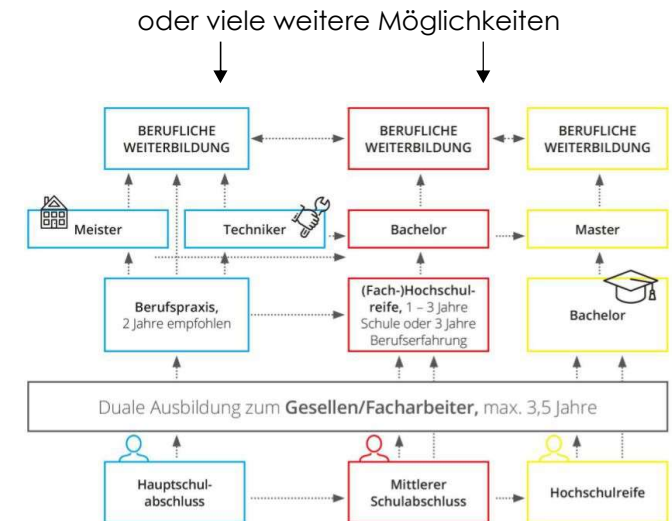 oder viele weitere Möglichkeiten
BERUFLICHE
WEITERBILDUNG
BERUFLICHE
WEITERBILDUNG
BERUFLICHE
WEITERBILDUNG
Meister
Techniker
Bachelor
Master
Berufspraxis,
2 Jahre empfohlen
(Fach-)Hochschul-
reife, 1 – 3 Jahre
Schule oder 3 Jahre
Berufserfahrung
Bachelor
Duale Ausbildung zum Gesellen/Facharbeiter, max. 3,5 Jahre
Hauptschul-
abschluss
Mittlerer
Schulabschluss
Hochschulreife